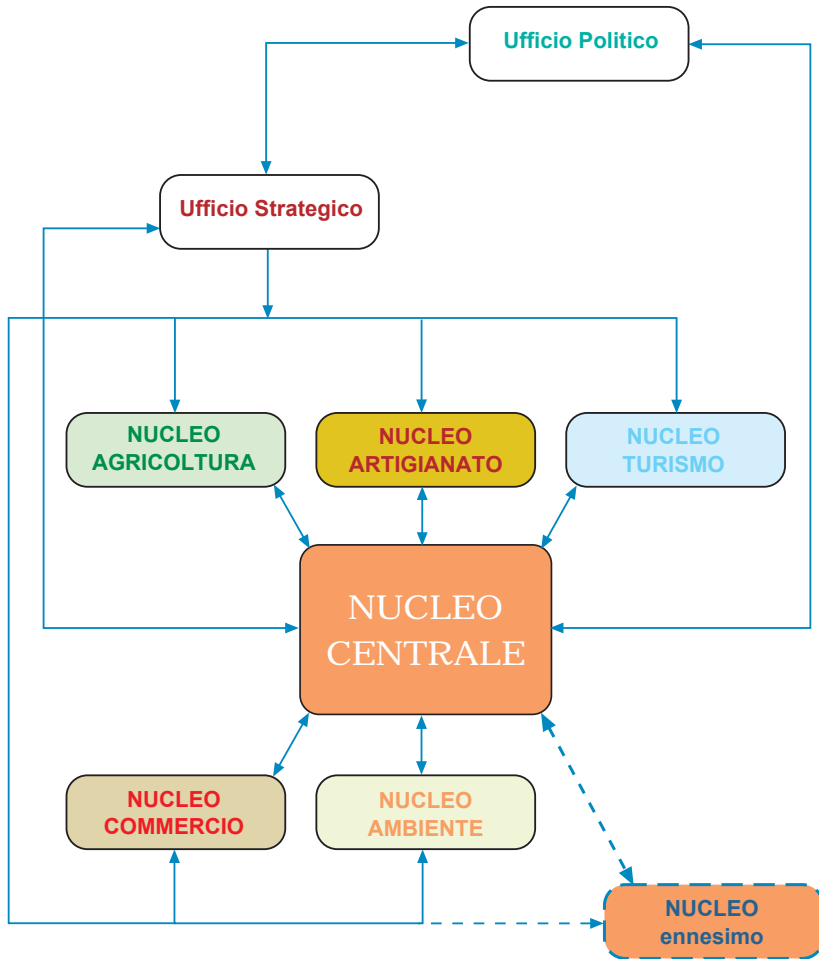 Ufficio Politico
Ufficio Strategico
NUCLEO
AGRICOLTURA
NUCLEO
ARTIGIANATO
NUCLEO
TURISMO
NUCLEO
CENTRALE
NUCLEO
COMMERCIO
NUCLEO
AMBIENTE
NUCLEO
ennesimo